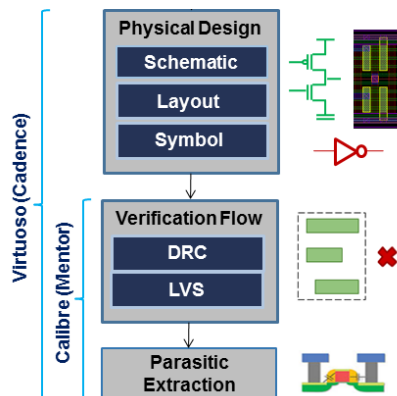 Physical Design
Schematic
Layout
Symbol
Verification Flow
DRC
LVS
Parasitic
Extraction
Virtuoso (Cadence)
Calibre (Mentor)